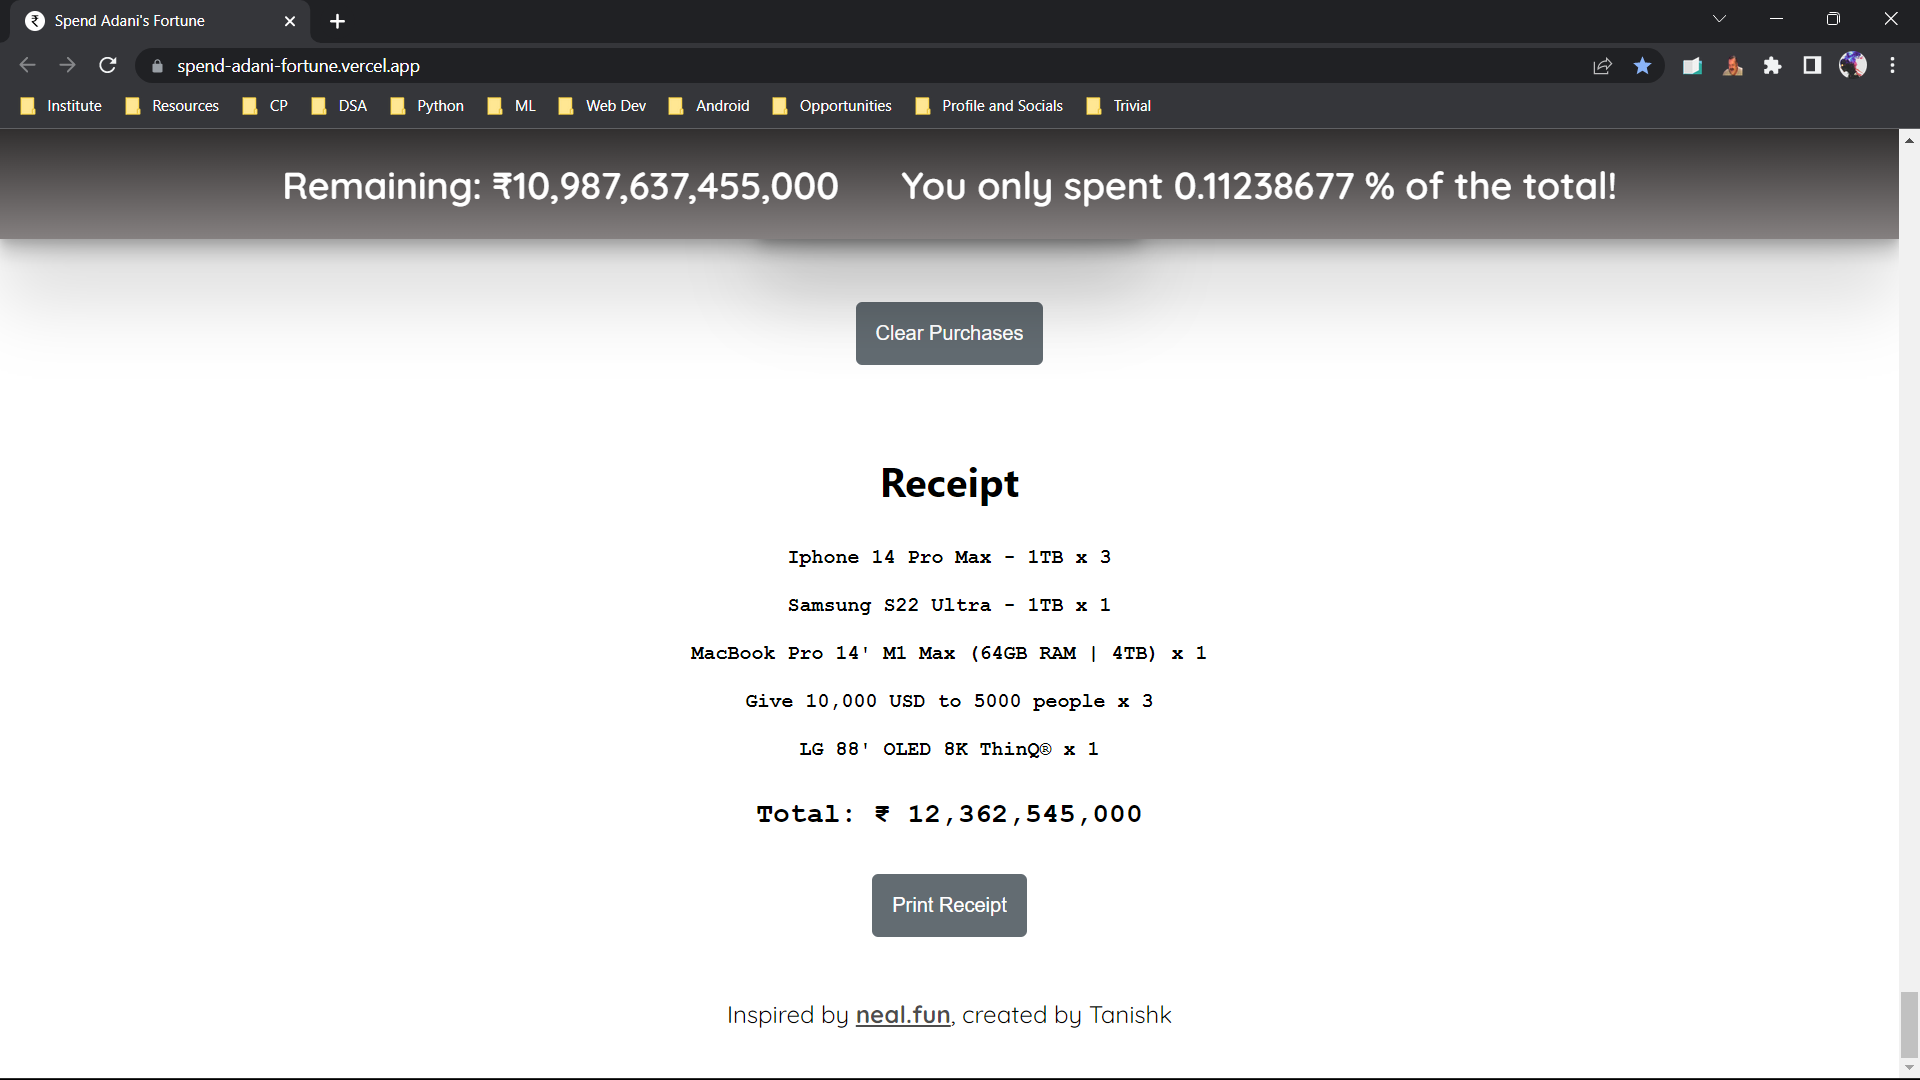 Spend Adani's Fortune
spend-adani-fortune.vercel.app
Institute Resources CP DSA Python ML Web Dev Android Opportunities Profile and Socials Trivial
Remaining: ₹10,987,637,455,000 You only spent 0.11238677 % of the total!
Clear Purchases
Receipt
Iphone 14 Pro Max - 1TB x 3
Samsung S22 Ultra - 1TB x 1
MacBook Pro 14' M1 Max (64GB RAM | 4TB) x 1
Give 10,000 USD to 5000 people x 3
LG 88' OLED 8K ThinQ® x 1
Total: ₹ 12,362,545,000
Print Receipt
Inspired by neal.fun, created by Tanishk